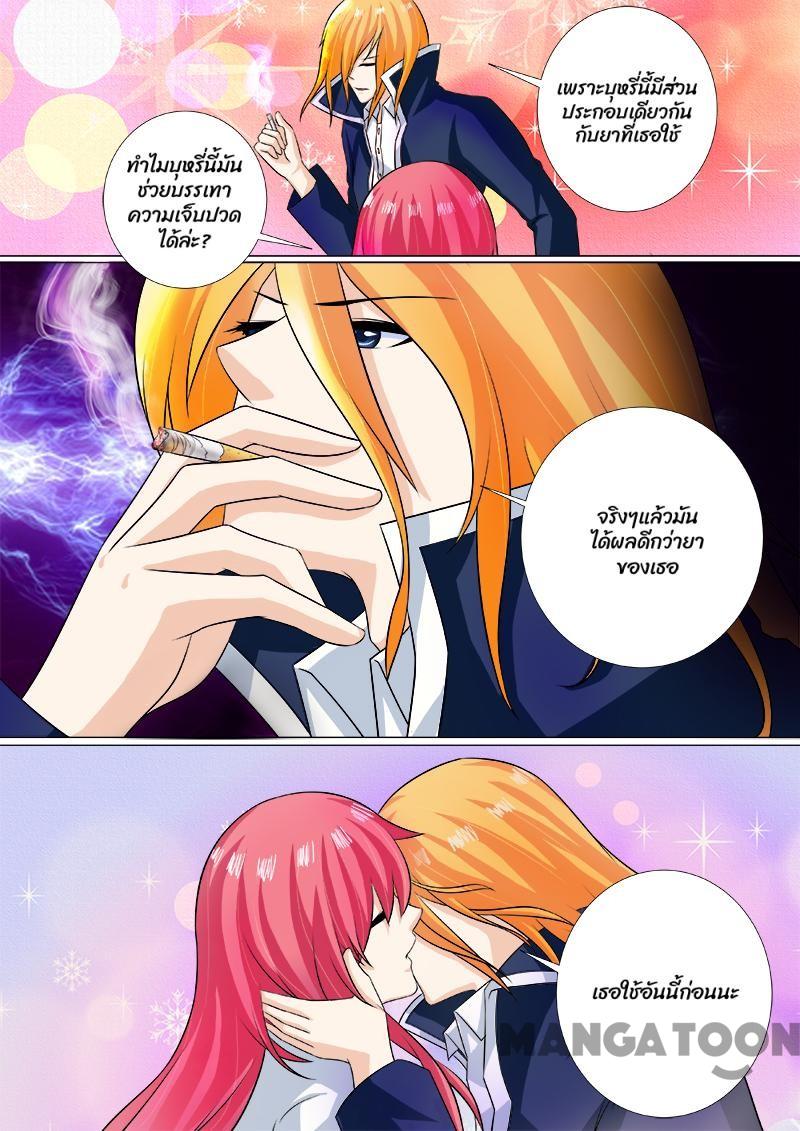 ทำไมบุหรี่นี้มัน
ช่วยบรรเทา
ความเจ็บปวด
ได้ล่ะ?
เพราะบุหรี่นี้มีส่วน
ประกอบเดียวกัน
กับยาที่เธอใช้
จริงๆแล้วมัน
ได้ผลดีกว่ายา
ของเธอ
เธอใช้อันนี้ก่อนนะ
MANGATOON